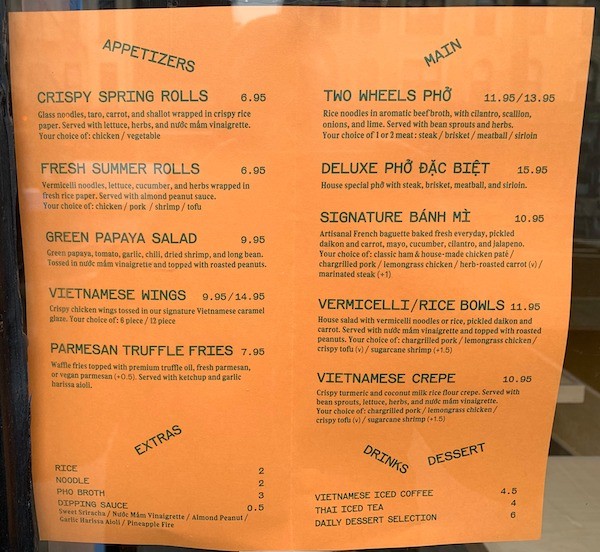 APPETIZERS
CRISPY SPRING ROLLS 6.95
Glass noodles, taro, carrot, and shallot wrapped in crispy rice
paper. Served with lettuce, herbs, and nước mắm vinaigrette.
Your choice of: chicken / vegetable
FRESH SUMMER ROLLS 6.95
Vermicelli noodles, lettuce, cucumber, and herbs wrapped in
fresh rice paper. Served with almond peanut sauce.
Your choice of: chicken / pork / shrimp / tofu
GREEN PAPAYA SALAD 9.95
Green papaya, tomato, garlic, chili, dried shrimp, and long bean.
Tossed in nước mắm vinaigrette and topped with roasted peanuts.
VIETNAMESE WINGS 9.95/14.95
Crispy chicken wings tossed in our signature Vietnamese caramel
glaze. Your choice of: 6 piece / 12 piece
PARMESAN TRUFFLE FRIES 7.95
Waffle fries topped with premium truffle oil, fresh parmesan,
or vegan parmesan (+0.5). Served with ketchup and garlic
harissa aioli.
EXTRAS
RICE 2
NOODLE 2
PHO BROTH 3
DIPPING SAUCE 0.5
Sweet Sriracha / Nước Mắm Vinaigrette / Almond Peanut /
Garlic Harissa Aioli / Pineapple Fire
MAIN
TWO WHEELS PHỞ 11.95/13.95
Rice noodles in aromatic beef broth, with cilantro, scallion,
onions, and lime. Served with bean sprouts and herbs.
Your choice of 1 or 2 meat: steak / brisket / meatball / sirloin
DELUXE PHỞ ĐẶC BIỆT 15.95
House special phở with steak, brisket, meatball, and sirloin.
SIGNATURE BÁNH MÌ 10.95
Artisanal French baguette baked fresh everyday, pickled
daikon and carrot, mayo, cucumber, cilantro, and jalapeno.
Your choice of: classic ham & house-made chicken paté /
chargrilled pork / lemongrass chicken / herb-roasted carrot (v) /
marinated steak (+1)
VERMICELLI/RICE BOWLS 11.95
House salad with vermicelli noodles or rice, pickled daikon and
carrot. Served with nước mắm vinaigrette and topped with roasted
peanuts. Your choice of: chargrilled pork / lemongrass chicken /
crispy tofu (v) / sugarcane shrimp (+1.5)
VIETNAMESE CREPE 10.95
Crispy turmeric and coconut milk rice flour crepe. Served with
bean sprouts, lettuce, herbs, and nước mắm vinaigrette.
Your choice of: chargrilled pork / lemongrass chicken /
crispy tofu (v) / sugarcane shrimp (+1.5)
DRINKS DESSERT
VIETNAMESE ICED COFFEE 4.5
THAI ICED TEA 4
DAILY DESSERT SELECTION 6